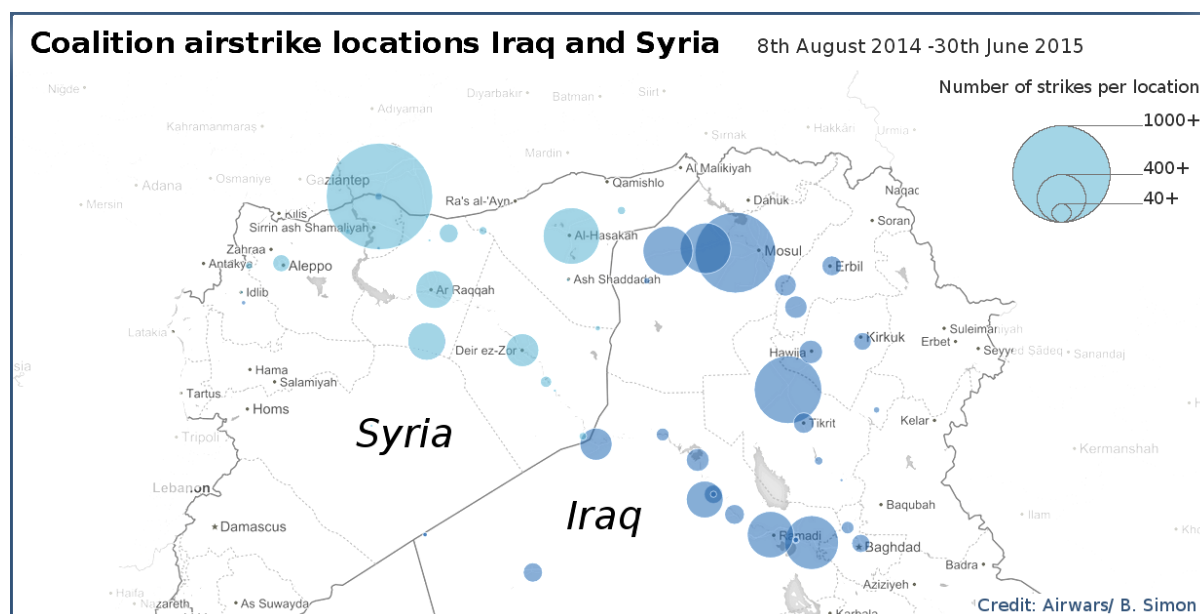 Coalition airstrike locations Iraq and Syria 8th August 2014 -30th June 2015
Number of strikes per location
1000+
400+
40+
Niğde
Diyarbakır
Batman
Siirt
Adıyaman
Kahramanmaraş
Şırnak
Hakkâri
Urmia
Mardin
Al Malikiyah
Adana
Osmaniye
Gaziantep
Qamishlo
Mersin
Ra's al-'Ayn
Dahuk
Naqad
Kilis
Soran
Sirrin ash Shamaliyah
Al-Hasakah
Zahraa
Mosul
Antakya
Aleppo
Erbil
Ash Shaddadah
Idlib
Ar Raqqah
Latakia
Suleimaniyah
Kirkuk
Erbet
Deir ez-Zor
Hawija
Seyyed Şādeq
Sanandaj
Hama
Salamiyah
Tartus
Homs
Tikrit
Kelar
Syria
Tripoli
Kermanshah
Lebanon
Baqubah
Iraq
Ilam
Damascus
Ramadi
Baghdad
Badra
Aziziyeh
Haifa
Nazareth
As Suwayda
Karbala
Credit: Airwars/ B. Simon